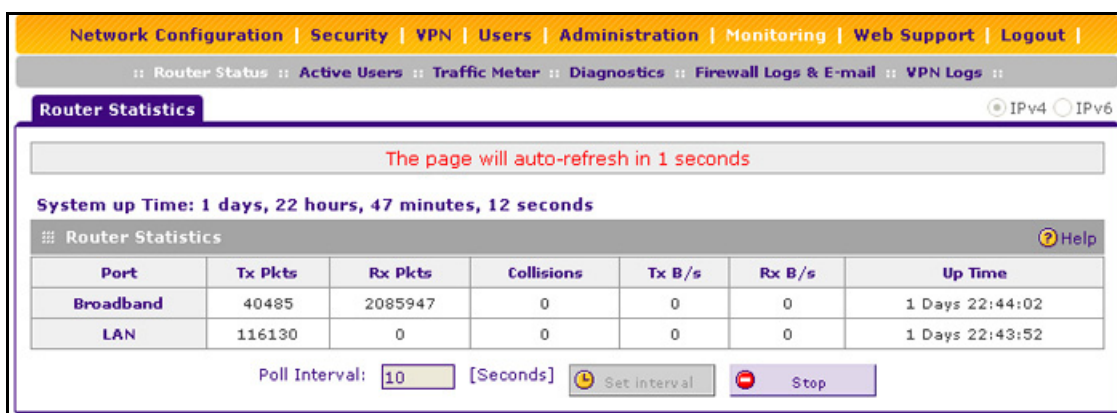 Network Configuration | Security | VPN | Users | Administration | Monitoring | Web Support | Logout |
:: Router Status :: Active Users :: Traffic Meter :: Diagnostics :: Firewall Logs & E-mail :: VPN Logs ::
Router Statistics IPv4 IPv6
The page will auto-refresh in 1 seconds
System up Time: 1 days, 22 hours, 47 minutes, 12 seconds
Router Statistics Help
Port Tx Pkts Rx Pkts Collisions Tx B/s Rx B/s Up Time
Broadband 40485 2085947 0 0 0 1 Days 22:44:02
LAN 116130 0 0 0 0 1 Days 22:43:52
Poll Interval: 10 [Seconds] Set interval Stop